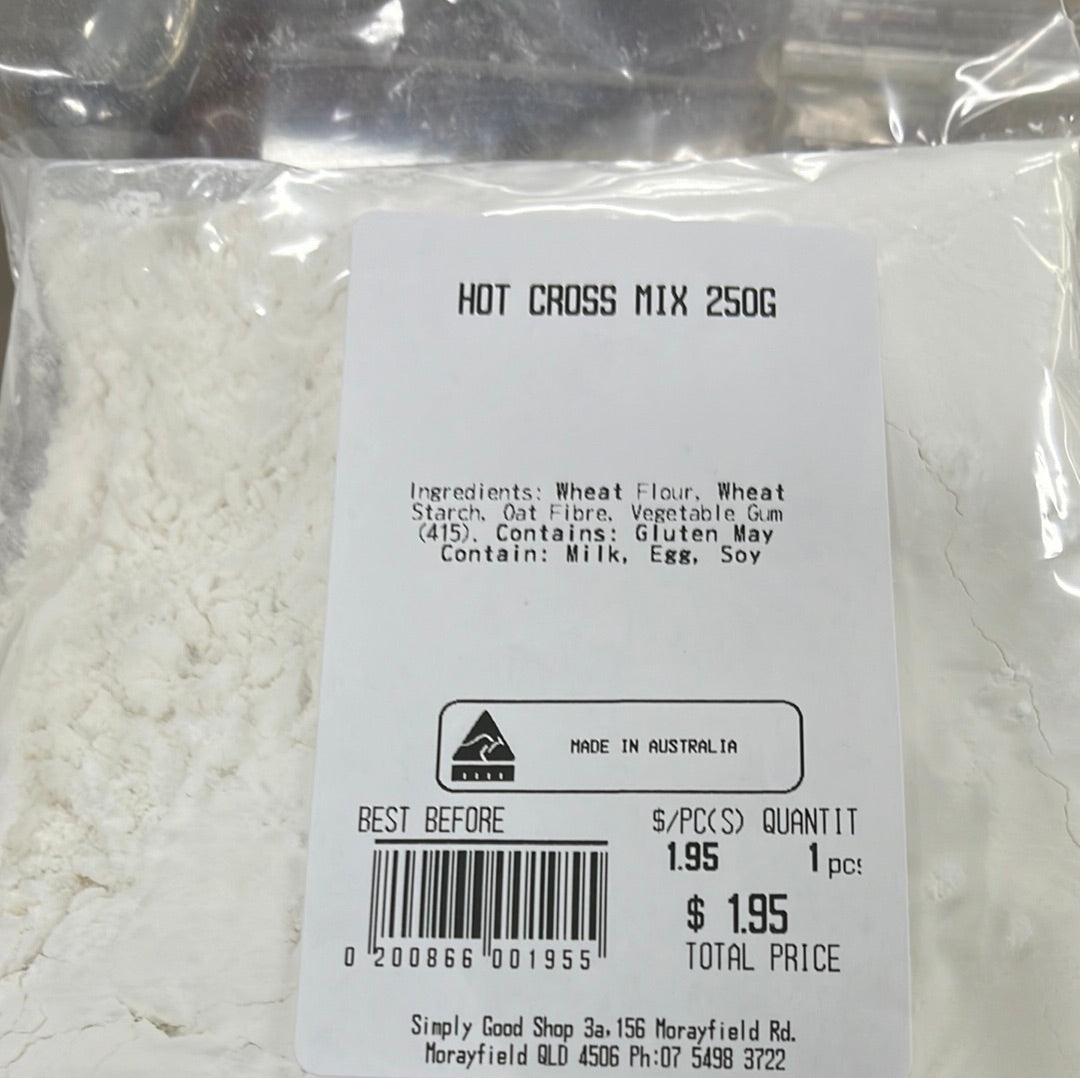 HOT CROSS MIX 250G
Ingredients: Wheat Flour, Wheat
Starch, Oat Fibre, Vegetable Gum
(415). Contains: Gluten May
Contain: Milk, Egg, Soy
MADE IN AUSTRALIA
BEST BEFORE
$/PC(S) QUANTIT
1.95 1 pcs
$ 1.95
TOTAL PRICE
0 200866 001955
Simply Good Shop 3a, 156 Morayfield Rd.
Morayfield QLD 4506 Ph:07 5498 3722